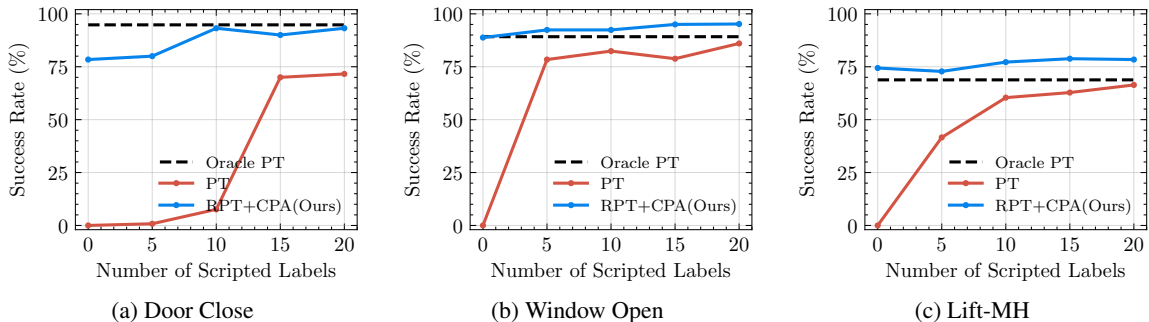 100
75
50
25
0
Success Rate (%)
Oracle PT
PT
RPT+CPA(Ours)
0 5 10 15 20
Number of Scripted Labels
(a) Door Close
100
75
50
25
0
Success Rate (%)
Oracle PT
PT
RPT+CPA(Ours)
0 5 10 15 20
Number of Scripted Labels
(b) Window Open
100
75
50
25
0
Success Rate (%)
Oracle PT
PT
RPT+CPA(Ours)
0 5 10 15 20
Number of Scripted Labels
(c) Lift-MH